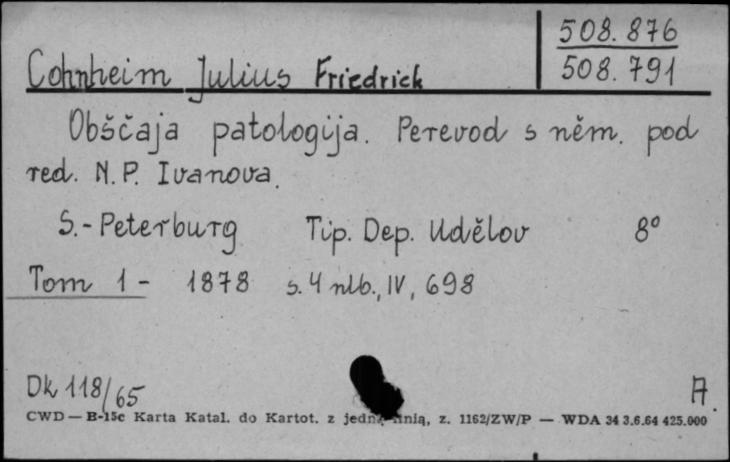 508.876
508.791
Cohnheim Julius Friedrich
Obščaja patologija. Perevod s něm. pod
red. N. P. Ivanova.
S.-Peterburg Tip. Dep. Udělov 8°
Tom 1 - 1878 s. 4 nlb., IV, 698
Dk 118/65 A.
CWD — B-15c Karta Katal. do Kartot. z jedną linią, z. 1162/ZW/P — WDA 34 3.6.64 425.000